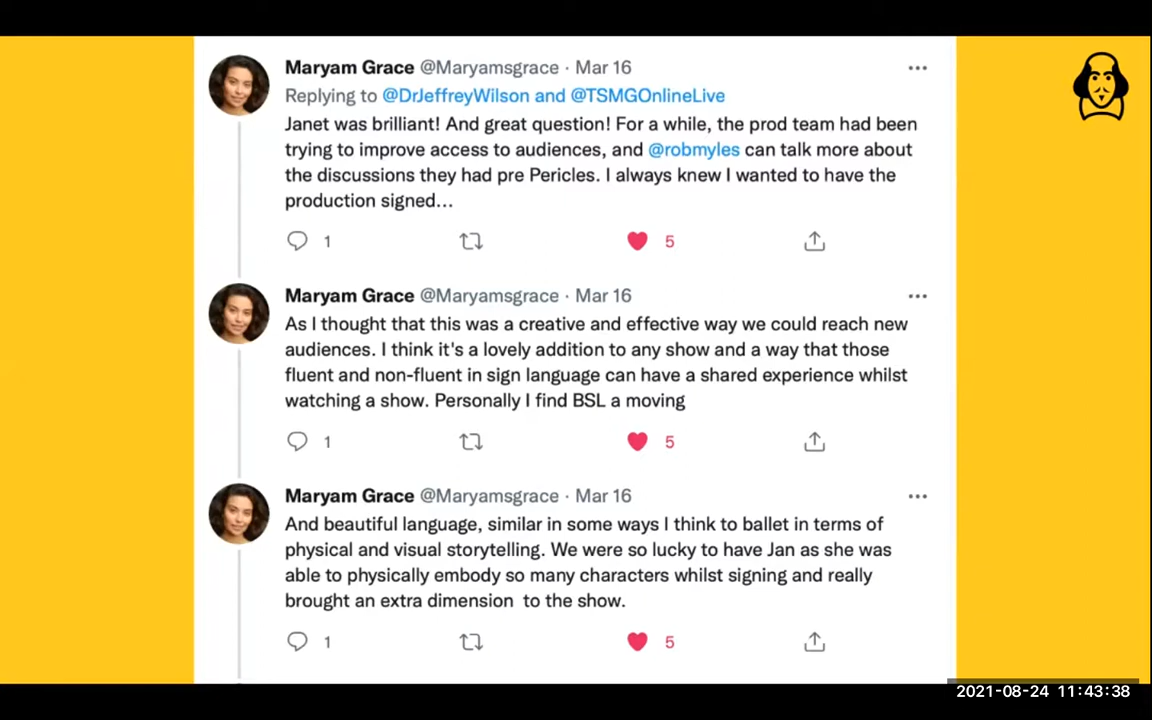 Maryam Grace @Maryamsgrace · Mar 16
Replying to @DrJeffreyWilson and @TSMGOnlineLive
Janet was brilliant! And great question! For a while, the prod team had been
trying to improve access to audiences, and @robmyles can talk more about
the discussions they had pre Pericles. I always knew I wanted to have the
production signed...
1 5
Maryam Grace @Maryamsgrace · Mar 16
As I thought that this was a creative and effective way we could reach new
audiences. I think it's a lovely addition to any show and a way that those
fluent and non-fluent in sign language can have a shared experience whilst
watching a show. Personally I find BSL a moving
1 5
Maryam Grace @Maryamsgrace · Mar 16
And beautiful language, similar in some ways I think to ballet in terms of
physical and visual storytelling. We were so lucky to have Jan as she was
able to physically embody so many characters whilst signing and really
brought an extra dimension to the show.
1 5
2021-08-24 11:43:38